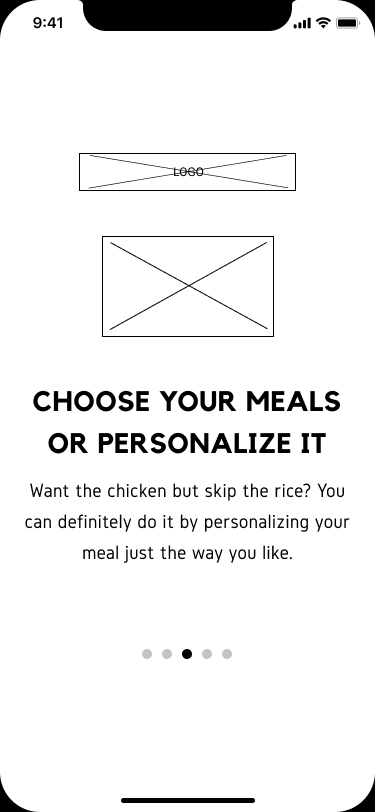 9:41
LOGO
CHOOSE YOUR MEALS
OR PERSONALIZE IT
Want the chicken but skip the rice? You
can definitely do it by personalizing your
meal just the way you like.